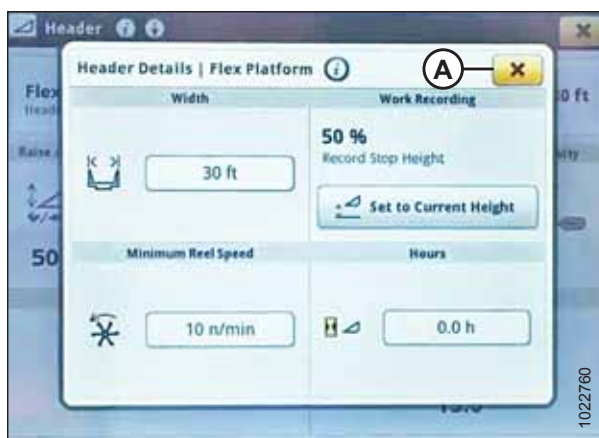 Header
Header Details | Flex Platform
A
Flex
0 ft
Width
Work Recording
50 %
Record Stop Height
30 ft
Set to Current Height
50
Minimum Reel Speed
Hours
10 n/min
0.0 h
1022760